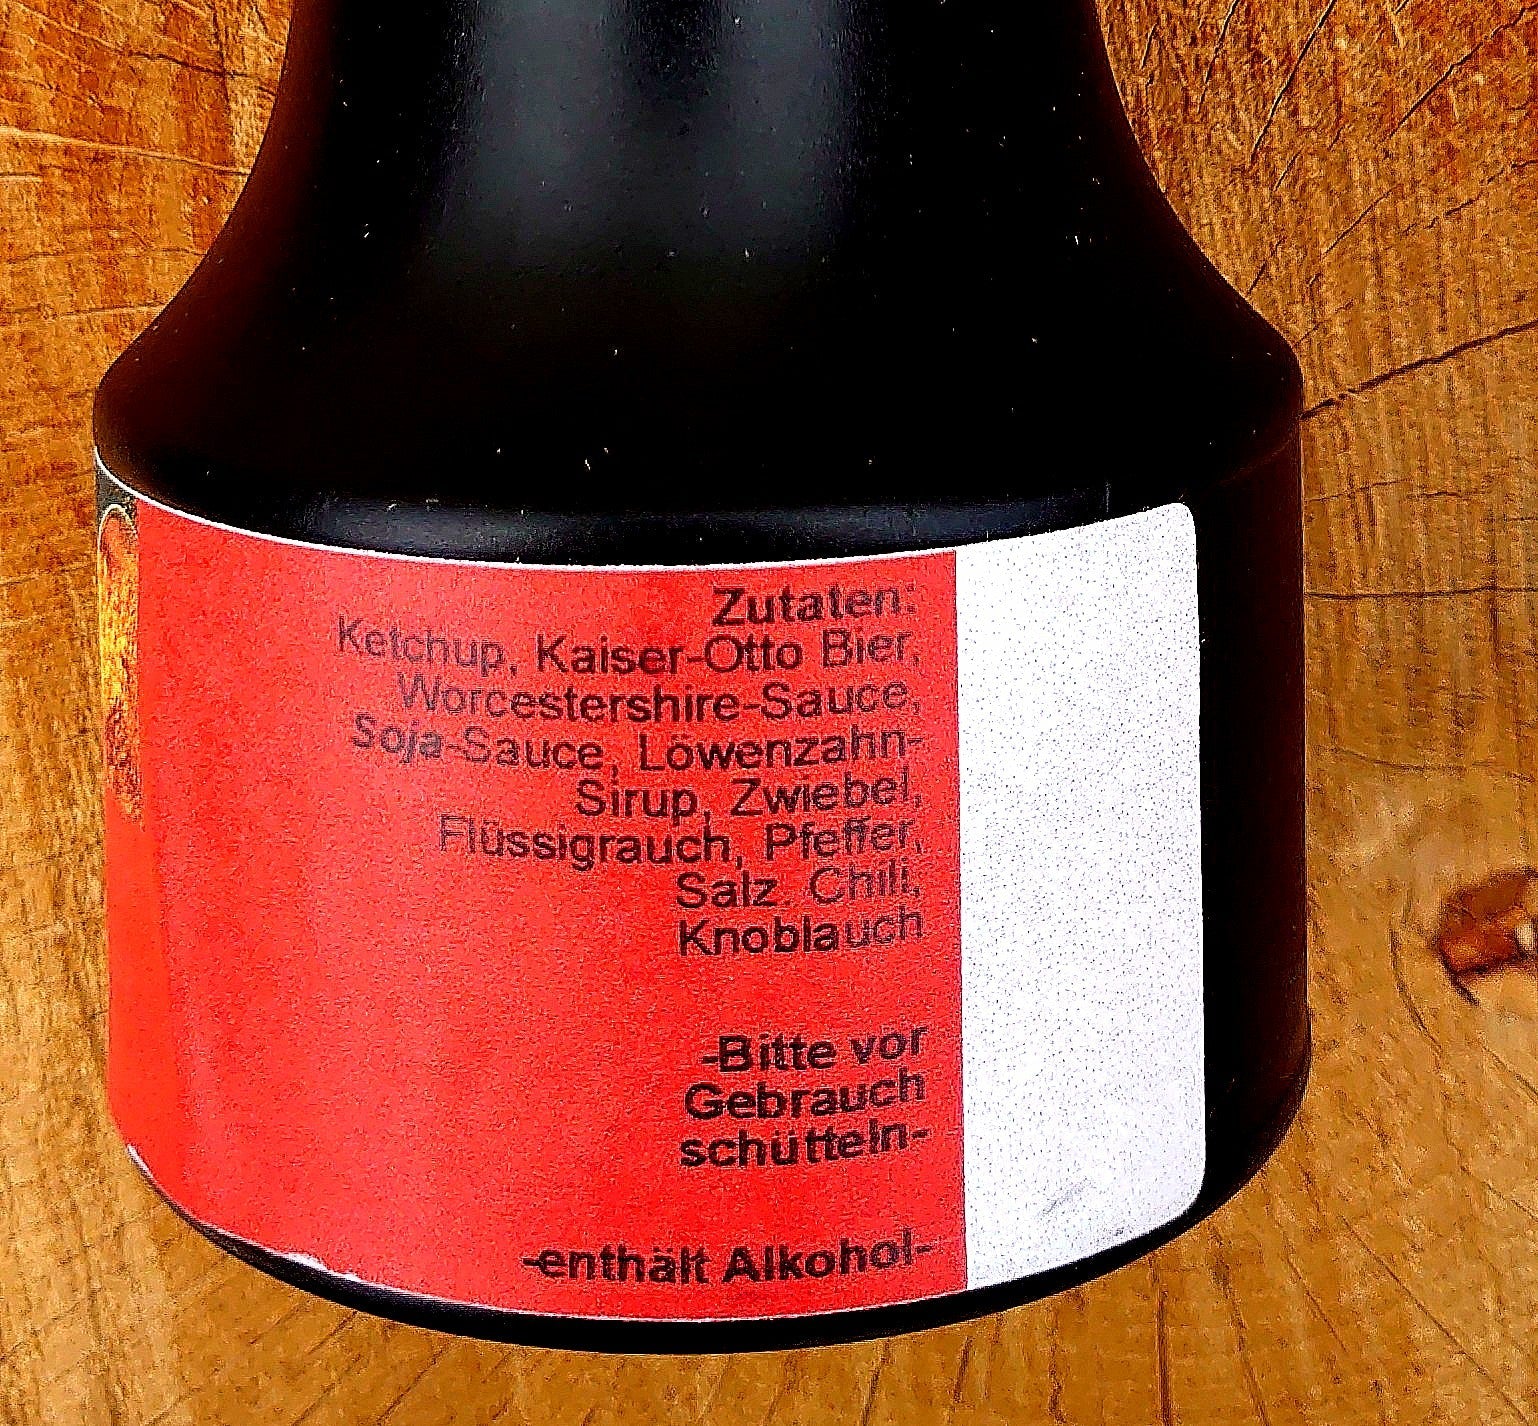 Zutaten:
Ketchup, Kaiser-Otto Bier,
Worcestershire-Sauce,
Soja-Sauce, Löwenzahn-
Sirup, Zwiebel,
Flüssigrauch, Pfeffer,
Salz. Chili,
Knoblauch
-Bitte vor
Gebrauch
schütteln-
-enthält Alkohol-